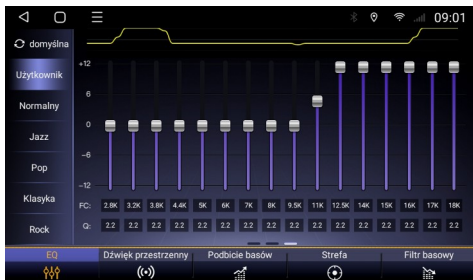 09:01
domyślna
Użytkownik
Normalny
Jazz
Pop
Klasyka
Rock
+12
6
0
-6
-12
FC: 2.8K 3.2K 3.8K 4.4K 5K 6K 7K 8K 9.5K 11K 12.5K 14K 15K 16K 17K 18K
Q: 2.2 2.2 2.2 2.2 2.2 2.2 2.2 2.2 2.2 2.2 2.2 2.2 2.2 2.2 2.2 2.2
EQ Dźwięk przestrzenny Podbicie basów Strefa Filtr basowy